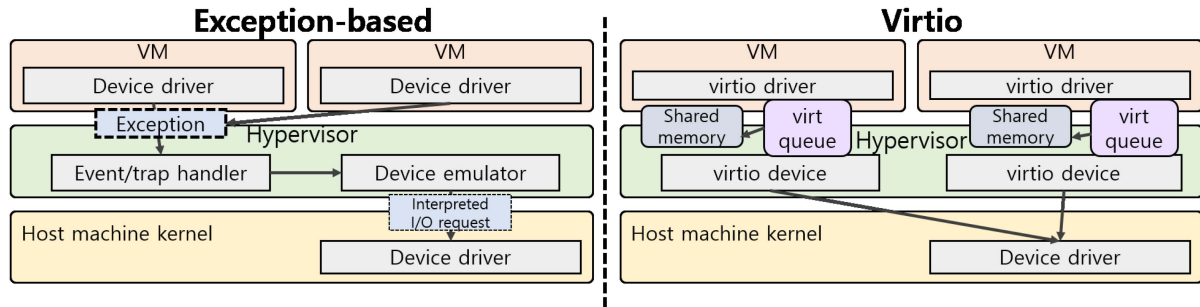 Exception-based
VM
Device driver
VM
Device driver
Exception
Hypervisor
Event/trap handler
Device emulator
Interpreted
I/O request
Host machine kernel
Device driver
Virtio
VM
virtio driver
VM
virtio driver
Shared
memory
virt
queue
Shared
memory
virt
queue
Hypervisor
virtio device
virtio device
Host machine kernel
Device driver